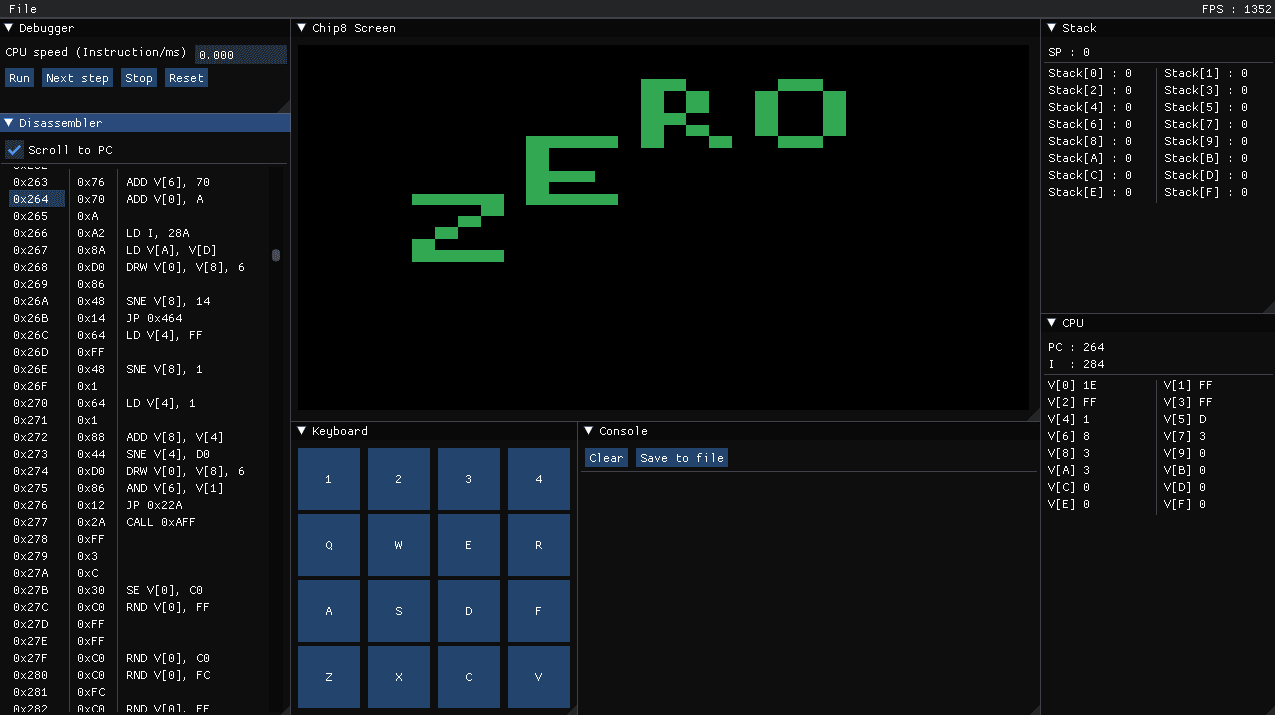 File FPS : 1352
Debugger
CPU speed (Instruction/ms) 0.000
Run Next step Stop Reset
Disassembler
Scroll to PC
0x263 0x76 ADD V[6], 70
0x264 0x70 ADD V[0], A
0x265 0xA
0x266 0xA2 LD I, 28A
0x267 0x8A LD V[A], V[D]
0x268 0xD0 DRW V[0], V[8], 6
0x269 0x86
0x26A 0x48 SNE V[8], 14
0x26B 0x14 JP 0x464
0x26C 0x64 LD V[4], FF
0x26D 0xFF
0x26E 0x48 SNE V[8], 1
0x26F 0x1
0x270 0x64 LD V[4], 1
0x271 0x1
0x272 0x88 ADD V[8], V[4]
0x273 0x44 SNE V[4], D0
0x274 0xD0 DRW V[0], V[8], 6
0x275 0x86 AND V[6], V[1]
0x276 0x12 JP 0x22A
0x277 0x2A CALL 0xAFF
0x278 0xFF
0x279 0x3
0x27A 0xC
0x27B 0x30 SE V[0], C0
0x27C 0xC0 RND V[0], FF
0x27D 0xFF
0x27E 0xFF
0x27F 0xC0 RND V[0], C0
0x280 0xC0 RND V[0], FC
0x281 0xFC
0x282 0xC0 RND V[0], FF
Chip8 Screen
ZERO
Keyboard
1 2 3 4
Q W E R
A S D F
Z X C V
Console
Clear Save to file
Stack
SP : 0
Stack[0] : 0 Stack[1] : 0
Stack[2] : 0 Stack[3] : 0
Stack[4] : 0 Stack[5] : 0
Stack[6] : 0 Stack[7] : 0
Stack[8] : 0 Stack[9] : 0
Stack[A] : 0 Stack[B] : 0
Stack[C] : 0 Stack[D] : 0
Stack[E] : 0 Stack[F] : 0
CPU
PC : 264
I : 284
V[0] 1E V[1] FF
V[2] FF V[3] FF
V[4] 1 V[5] D
V[6] 8 V[7] 3
V[8] 3 V[9] 0
V[A] 3 V[B] 0
V[C] 0 V[D] 0
V[E] 0 V[F] 0